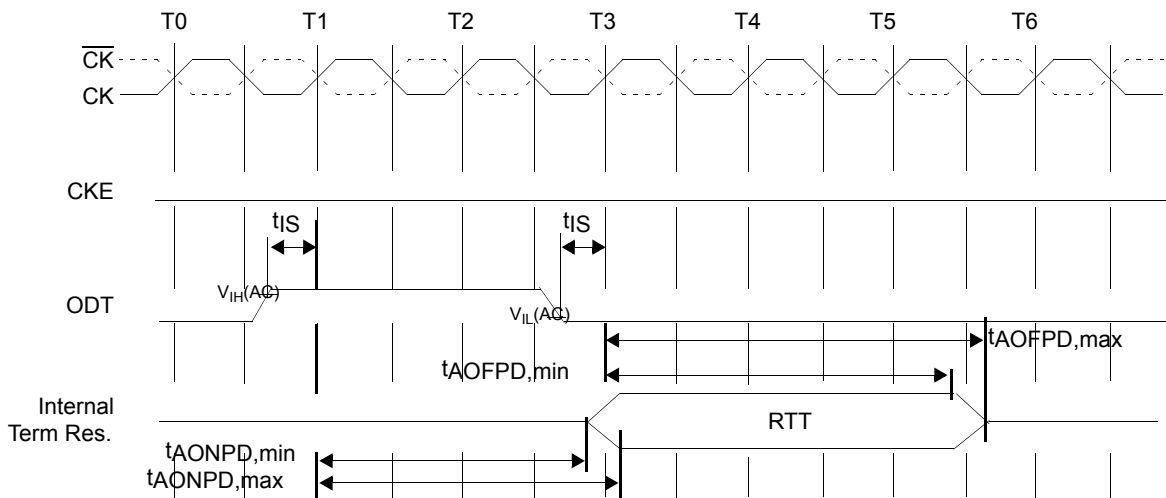 T0 T1 T2 T3 T4 T5 T6
CK
CK
CKE
tIS tIS
VIH(AC)
ODT
VIL(AC)
tAOFPD,max
tAOFPD,min
Internal
Term Res.
RTT
tAONPD,min
tAONPD,max